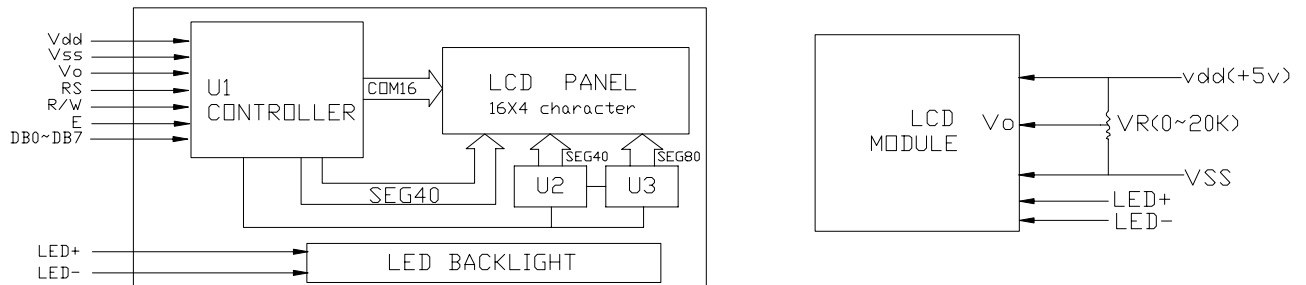 Vdd
Vss
Vo
RS
R/W
E
DB0~DB7
U1
CONTROLLER
COM16
LCD PANEL
16X4 character
SEG40
SEG40
SEG80
U2
U3
LED+
LED-
LED BACKLIGHT
LCD
MODULE
Vo
vdd(+5v)
VR(0~20K)
VSS
LED+
LED-